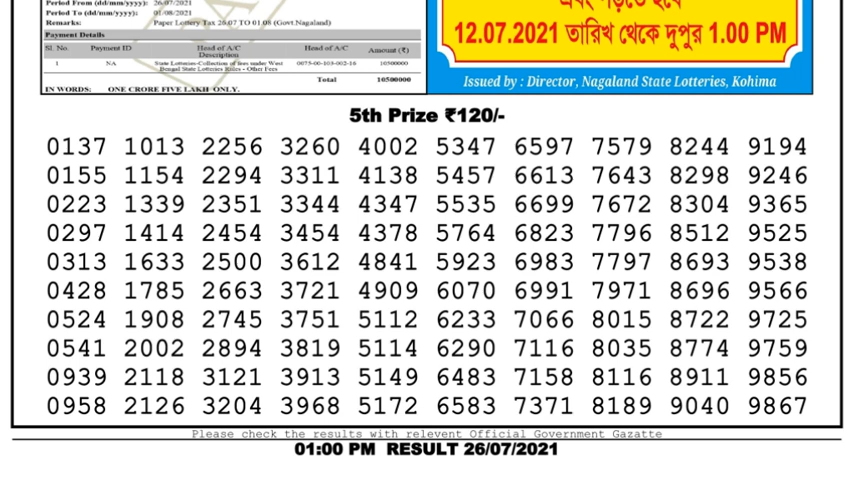 Period From (dd/mm/yyyy): 26/07/2021
Period To (dd/mm/yyyy): 01/08/2021
Remarks: Paper Lottery Tax 26.07 TO 01.08 (Govt.Nagaland)
Payment Details
Sl. No. Payment ID Head of A/C Description Head of A/C Amount (₹)
1 NA State Lotteries-Collection of fees under West Bengal State Lotteries Rules - Other Fees 0075-00-103-002-16 10500000
Total 10500000
IN WORDS: ONE CRORE FIVE LAKH ONLY.
12.07.2021 তারিখ থেকে দুপুর 1.00 PM
Issued by : Director, Nagaland State Lotteries, Kohima
5th Prize ₹120/-
0137 1013 2256 3260 4002 5347 6597 7579 8244 9194
0155 1154 2294 3311 4138 5457 6613 7643 8298 9246
0223 1339 2351 3344 4347 5535 6699 7672 8304 9365
0297 1414 2454 3454 4378 5764 6823 7796 8512 9525
0313 1633 2500 3612 4841 5923 6983 7797 8693 9538
0428 1785 2663 3721 4909 6070 6991 7971 8696 9566
0524 1908 2745 3751 5112 6233 7066 8015 8722 9725
0541 2002 2894 3819 5114 6290 7116 8035 8774 9759
0939 2118 3121 3913 5149 6483 7158 8116 8911 9856
0958 2126 3204 3968 5172 6583 7371 8189 9040 9867
Please check the results with relevent Official Government Gazatte
01:00 PM RESULT 26/07/2021